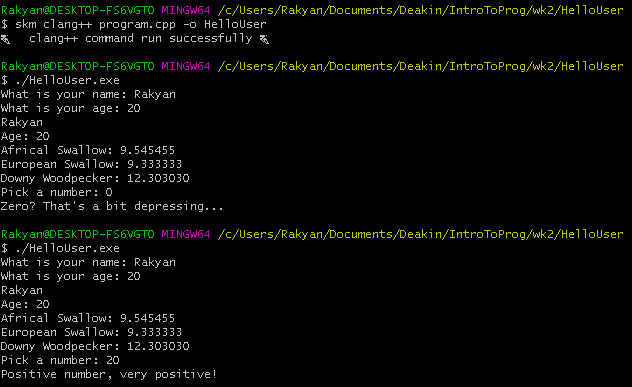 Rakyan@DESKTOP-FS6VGT0 MINGW64 /c/Users/Rakyan/Documents/Deakin/IntroToProg/wk2/HelloUser
$ skm clang++ program.cpp -o HelloUser
clang++ command run successfully
Rakyan@DESKTOP-FS6VGT0 MINGW64 /c/Users/Rakyan/Documents/Deakin/IntroToProg/wk2/HelloUser
$ ./HelloUser.exe
What is your name: Rakyan
What is your age: 20
Rakyan
Age: 20
Africal Swallow: 9.545455
European Swallow: 9.333333
Downy Woodpecker: 12.303030
Pick a number: 0
Zero? That's a bit depressing...
Rakyan@DESKTOP-FS6VGT0 MINGW64 /c/Users/Rakyan/Documents/Deakin/IntroToProg/wk2/HelloUser
$ ./HelloUser.exe
What is your name: Rakyan
What is your age: 20
Rakyan
Age: 20
Africal Swallow: 9.545455
European Swallow: 9.333333
Downy Woodpecker: 12.303030
Pick a number: 20
Positive number, very positive!